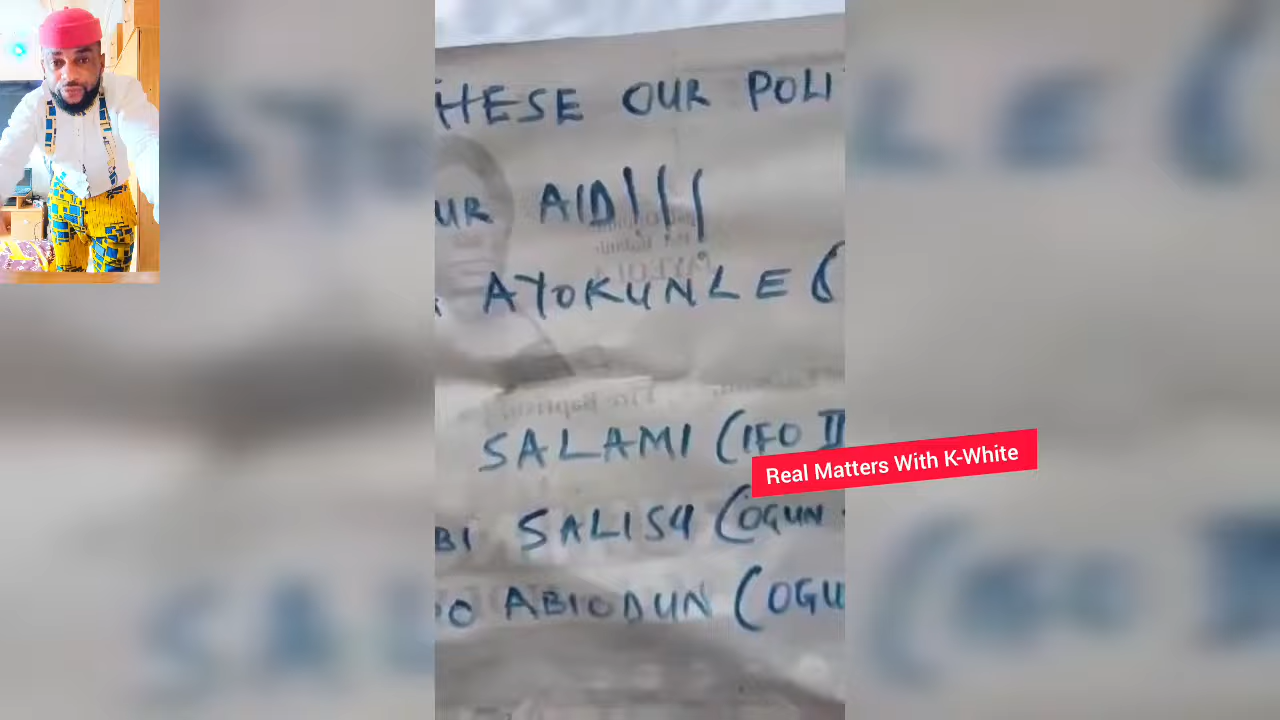 HESE OUR POLI
UR AID!!!
AYOKUNLE (
SALAMI (IFO II
BI SALISU (OGUN
ABIODUN (OGU
Real Matters With K-White